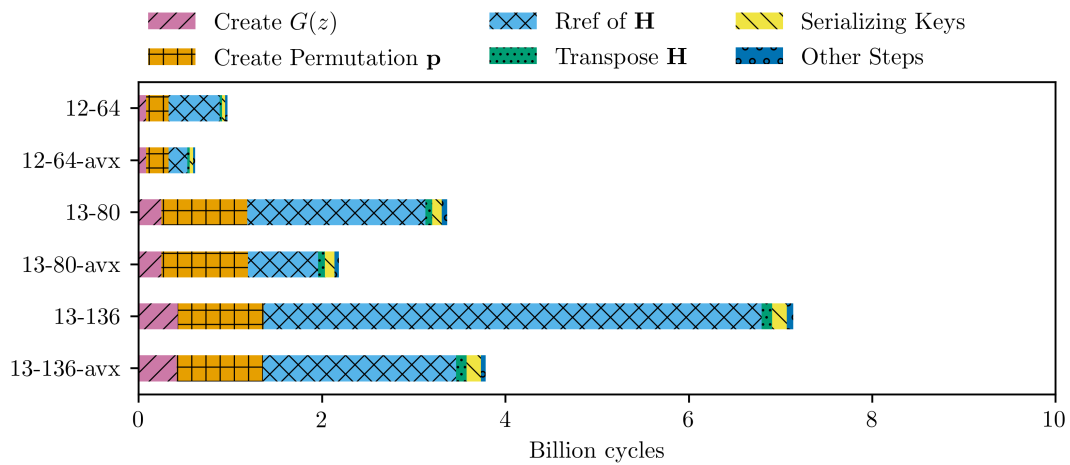 Create G(z) Rref of H Serializing Keys
Create Permutation p Transpose H Other Steps
12-64
12-64-avx
13-80
13-80-avx
13-136
13-136-avx
0 2 4 6 8 10
Billion cycles